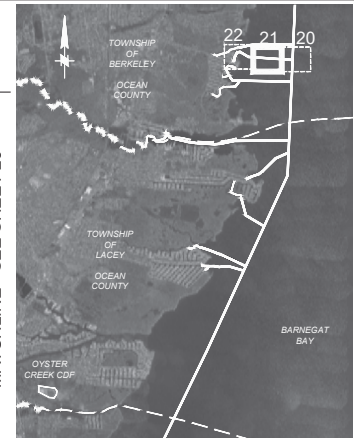 22 21 20
TOWNSHIP
OF
BERKELEY
OCEAN
COUNTY
TOWNSHIP
OF
LACEY
OCEAN
COUNTY
BARNEGAT
BAY
OYSTER
CREEK CDF